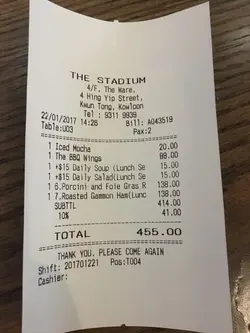 THE STADIUM
4/F. The Ware,
4 Hing Yip Street,
Kwun Tong, Kowloon
Tel : 9311 9939
22/01/2017 14:26 Bill: A043519
Table:U03 Pax:2
1 Iced Mocha 20.00
1 The BBQ Wings 88.00
1 +$15 Daily Soup (Lunch Se 15.00
1 +$15 Daily Salad(Lunch Se 15.00
1 6.Porcini and Foie Gras R 138.00
1 7.Roasted Gammon Ham(Lunc 138.00
SUBTTL 414.00
10% 41.00
TOTAL 455.00
THANK YOU. PLEASE COME AGAIN
Shift: 201701221 Pos:T004
Cashier: